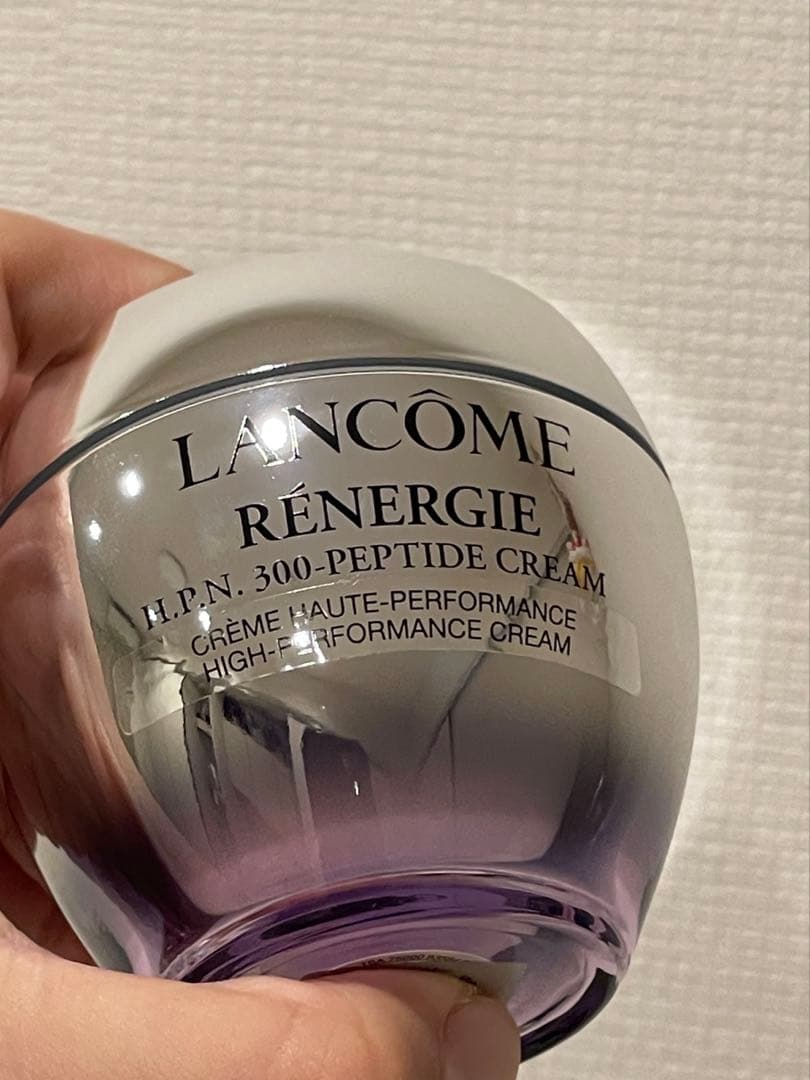 LANCÔME
RÉNERGIE
H.P.N. 300-PEPTIDE CREAM
CRÈME HAUTE-PERFORMANCE
HIGH-PERFORMANCE CREAM